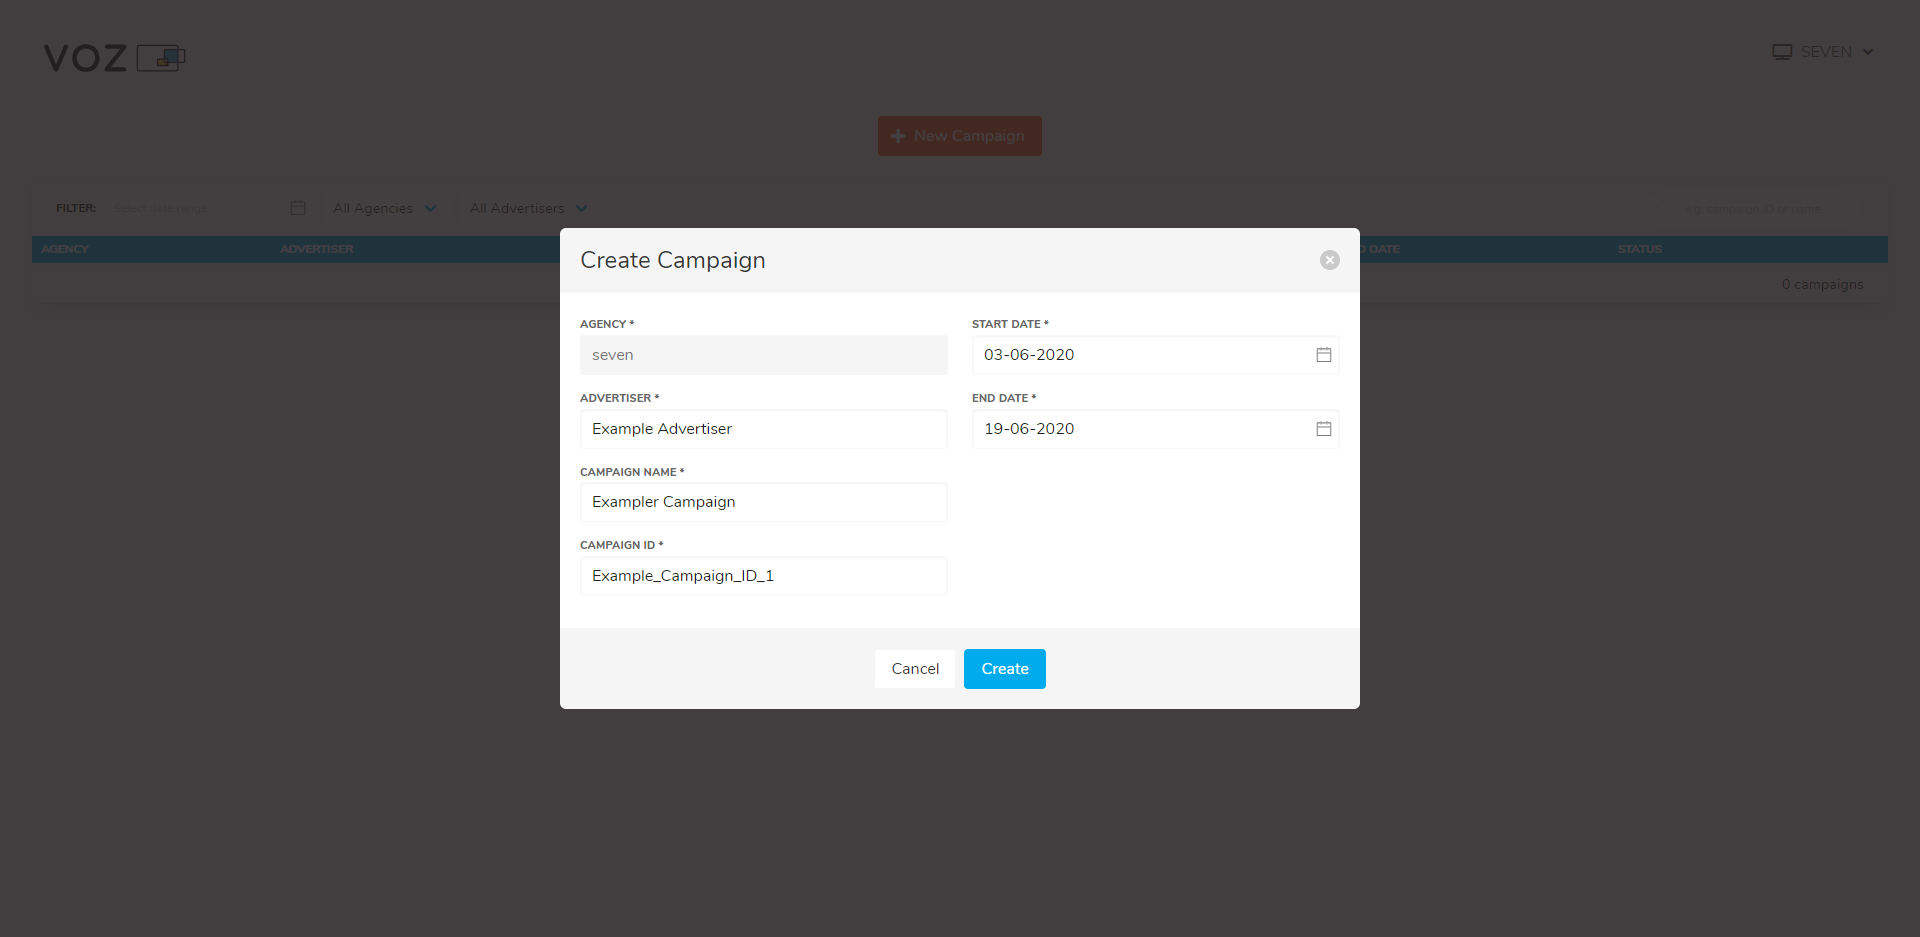 VOZ
SEVEN
New Campaign
FILTER: Select date range All Agencies All Advertisers e.g. campaign ID or name
AGENCY ADVERTISER D DATE STATUS
0 campaigns
Create Campaign
AGENCY * START DATE *
seven 03-06-2020
ADVERTISER * END DATE *
Example Advertiser 19-06-2020
CAMPAIGN NAME *
Exampler Campaign
CAMPAIGN ID *
Example_Campaign_ID_1
Cancel Create